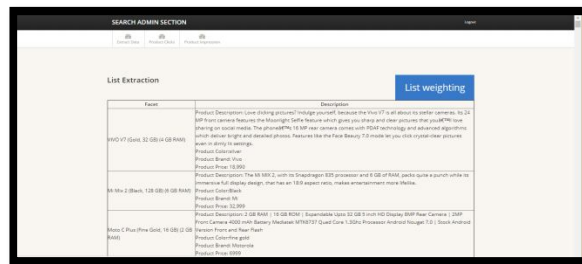 SEARCH ADMIN SECTION
Logout
Extract Data Product Clicks Product Impression
List Extraction
List weighting
Facet Description
Product Description: Love clicking pictures? Indulge yourself, because the Vivo V7 is all about its stellar cameras. Its 24
MP front camera features the Moonlight Selfie feature which gives you sharp and clear pictures that youâ€™ll love
sharing on social media. The phoneâ€™s 16 MP rear camera comes with PDAF technology and advanced algorithms
which deliver bright and detailed photos. Features like the Face Beauty 7.0 mode let you click crystal-clear pictures
even in dimly lit settings.
VIVO V7 (Gold, 32 GB) (4 GB RAM)
Product Color:silver
Product Brand: Vivo
Product Price: 18,990
Product Description: The Mi MIX 2, with its Snapdragon 835 processor and 6 GB of RAM, packs quite a punch while its
immersive full display design, that has an 18:9 aspect ratio, makes entertainment more lifelike.
Mi Mix 2 (Black, 128 GB) (6 GB RAM)
Product Color:Black
Product Brand: Mi
Product Price: 32,999
Product Description: 2 GB RAM | 16 GB ROM | Expandable Upto 32 GB 5 inch HD Display 8MP Rear Camera | 2MP
Front Camera 4000 mAh Battery Mediatek MTK6737 Quad Core 1.3Ghz Processor Android Nougat 7.0 | Stock Android
Moto C Plus (Fine Gold, 16 GB) (2 GB
RAM)
Version Front and Rear Flash
Product Color:fine gold
Product Brand: Motorola
Product Price: 6999